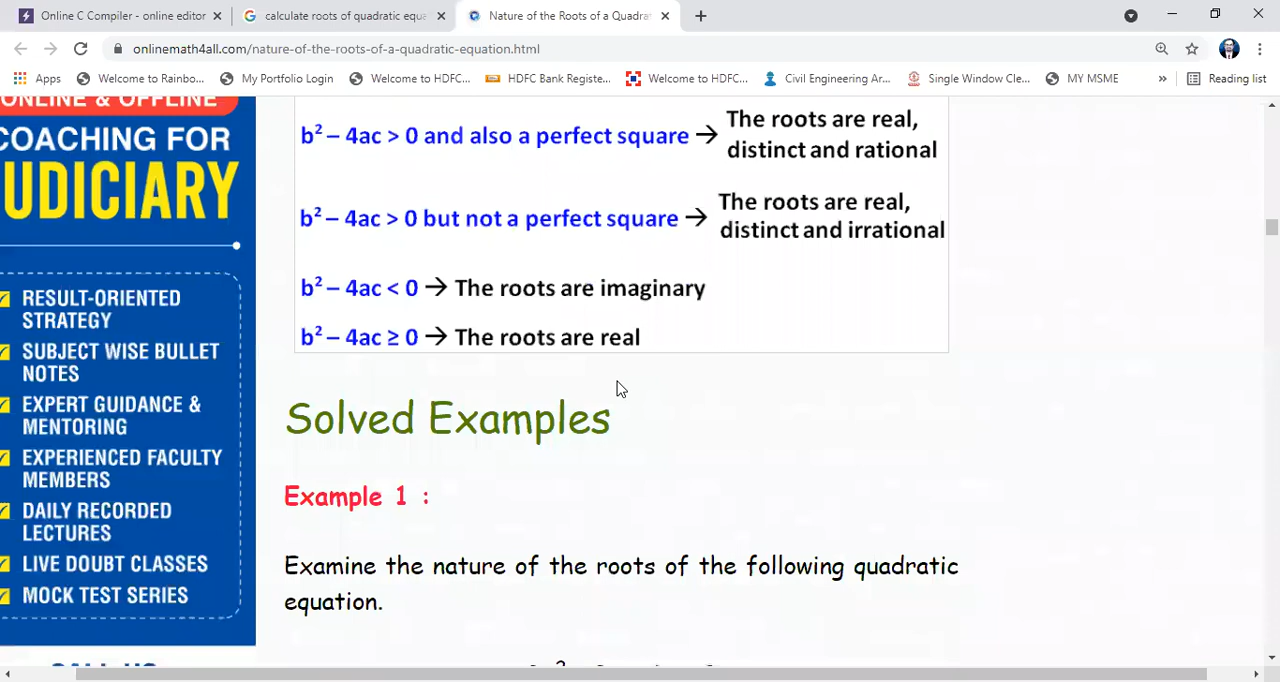 Online C Compiler - online editor
calculate roots of quadratic equa
Nature of the Roots of a Quadra
onlinemath4all.com/nature-of-the-roots-of-a-quadratic-equation.html
Apps
Welcome to Rainbo...
My Portfolio Login
Welcome to HDFC...
HDFC Bank Registe...
Welcome to HDFC...
Civil Engineering Ar...
Single Window Cle...
MY MSME
»
Reading list
ONLINE & OFFLINE
COACHING FOR
UDICIARY
RESULT-ORIENTED
STRATEGY
SUBJECT WISE BULLET
NOTES
EXPERT GUIDANCE &
MENTORING
EXPERIENCED FACULTY
MEMBERS
DAILY RECORDED
LECTURES
LIVE DOUBT CLASSES
MOCK TEST SERIES
b² – 4ac > 0 and also a perfect square → The roots are real,
distinct and rational
b² – 4ac > 0 but not a perfect square → The roots are real,
distinct and irrational
b² – 4ac < 0 → The roots are imaginary
b² – 4ac ≥ 0 → The roots are real
Solved Examples
Example 1 :
Examine the nature of the roots of the following quadratic
equation.